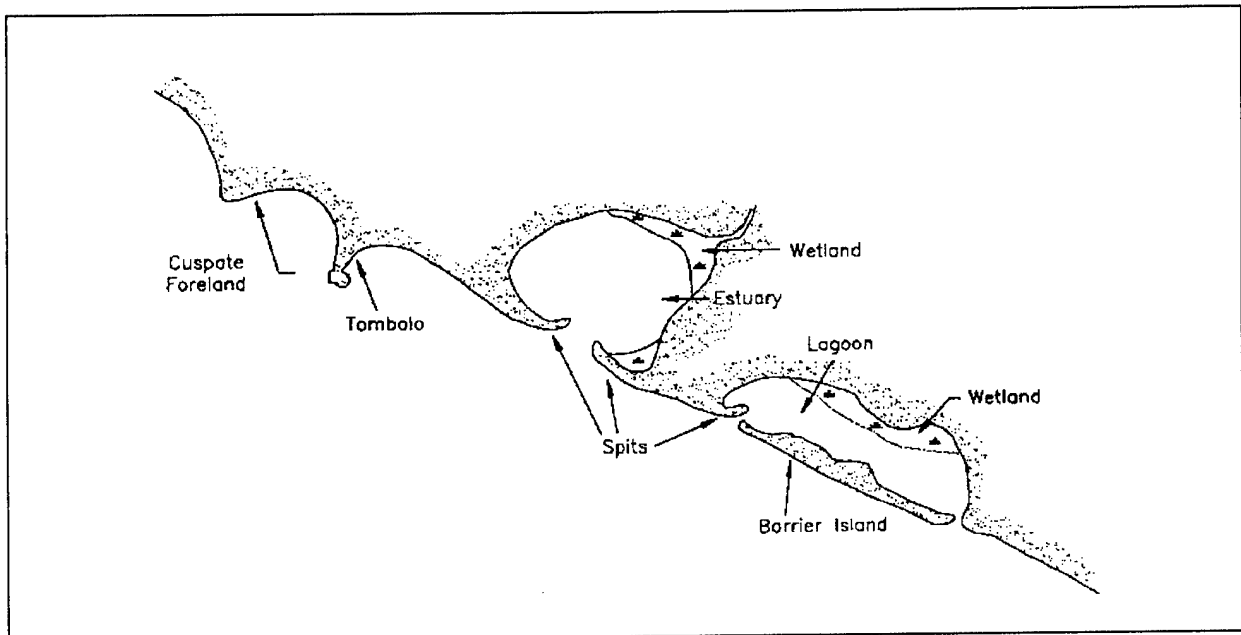 Cuspate
Foreland
Tombolo
Wetland
Estuary
Lagoon
Wetland
Spits
Barrier Island